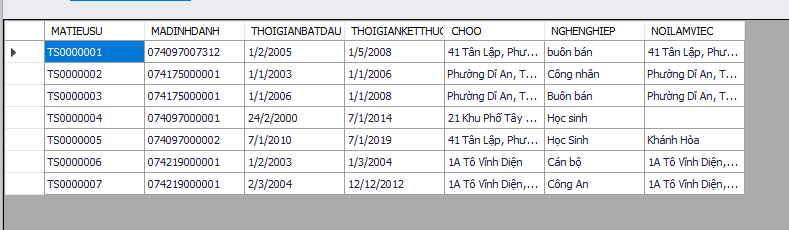 MATIEUSU MADINHDANH THOIGIANBATDAU THOIGIANKETTHUC CHOO NGHENGHIEP NOILAMVIEC
TS0000001 074097007312 1/2/2005 1/5/2008 41 Tân Lập, Phư... buôn bán 41 Tân Lập, Phư...
TS0000002 074175000001 1/1/2003 1/1/2006 Phường Dĩ An, T... Công nhân Phường Dĩ An, T...
TS0000003 074175000001 1/1/2006 1/1/2008 Phường Dĩ An, T... Buôn bán Phường Dĩ An, T...
TS0000004 074097000001 24/2/2000 7/1/2014 21 Khu Phố Tây ... Học sinh
TS0000005 074097000002 7/1/2010 7/1/2019 41 Tân Lập, Phư... Học Sinh Khánh Hòa
TS0000006 074219000001 1/2/2003 1/3/2004 1A Tô Vĩnh Diện Cán bộ 1A Tô Vĩnh Diện,...
TS0000007 074219000001 2/3/2004 12/12/2012 1A Tô Vĩnh Diện,... Công An 1A Tô Vĩnh Diện,...